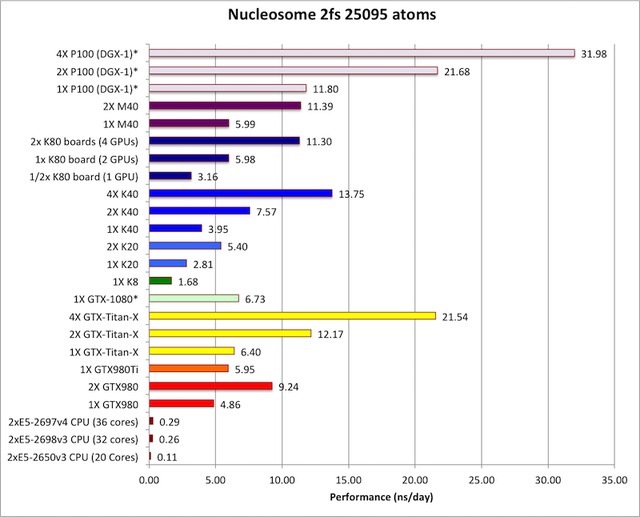 Nucleosome 2fs 25095 atoms
4X P100 (DGX-1)* 31.98
2X P100 (DGX-1)* 21.68
1X P100 (DGX-1)* 11.80
2X M40 11.39
1X M40 5.99
2x K80 boards (4 GPUs) 11.30
1x K80 board (2 GPUs) 5.98
1/2x K80 board (1 GPU) 3.16
4X K40 13.75
2X K40 7.57
1X K40 3.95
2X K20 5.40
1X K20 2.81
1X K8 1.68
1X GTX-1080* 6.73
4X GTX-Titan-X 21.54
2X GTX-Titan-X 12.17
1X GTX-Titan-X 6.40
1X GTX980Ti 5.95
2X GTX980 9.24
1X GTX980 4.86
2xE5-2697v4 CPU (36 cores) 0.29
2xE5-2698v3 CPU (32 cores) 0.26
2xE5-2650v3 CPU (20 Cores) 0.11
0.00 5.00 10.00 15.00 20.00 25.00 30.00 35.00
Performance (ns/day)